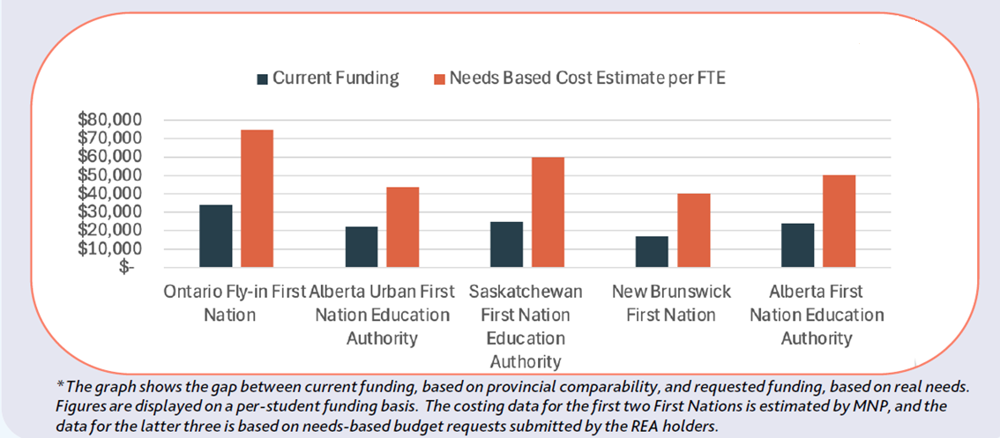 Current Funding Needs Based Cost Estimate per FTE
$80,000
$70,000
$60,000
$50,000
$40,000
$30,000
$20,000
$10,000
$-
Ontario Fly-in First
Nation
Alberta Urban First
Nation Education
Authority
Saskatchewan
First Nation
Education
Authority
New Brunswick
First Nation
Alberta First
Nation Education
Authority
*The graph shows the gap between current funding, based on provincial comparability, and requested funding, based on real needs.
Figures are displayed on a per-student funding basis. The costing data for the first two First Nations is estimated by MNP, and the
data for the latter three is based on needs-based budget requests submitted by the REA holders.